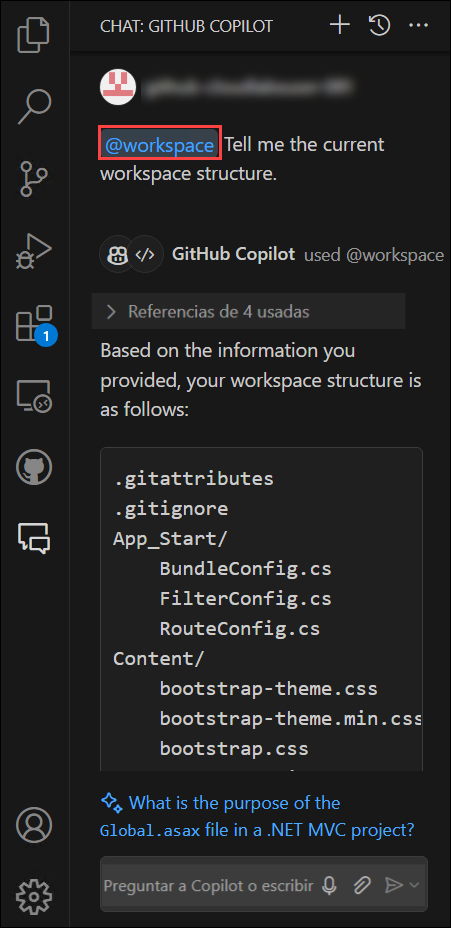 CHAT: GITHUB COPILOT
@workspace Tell me the current
workspace structure.
GitHub Copilot used @workspace
Referencias de 4 usadas
Based on the information you
provided, your workspace structure is
as follows:
.gitattributes
.gitignore
App_Start/
BundleConfig.cs
FilterConfig.cs
RouteConfig.cs
Content/
bootstrap-theme.css
bootstrap-theme.min.css
bootstrap.css
1
What is the purpose of the
Global.asax file in a .NET MVC project?
Preguntar a Copilot o escribir